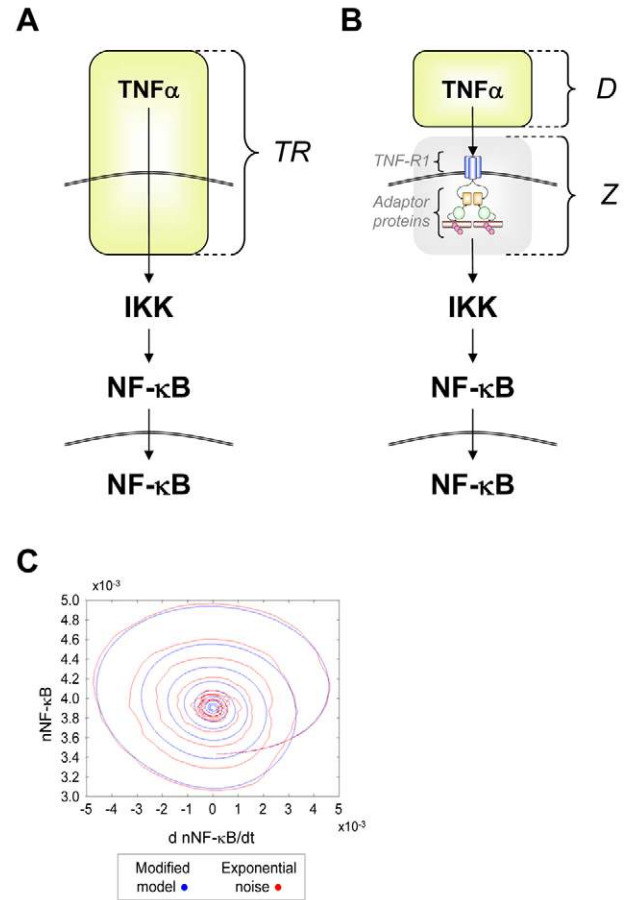 A
TNFα
TR
IKK
NF-κB
NF-κB
B
TNFα
D
TNF-R1
Adaptor
proteins
Z
IKK
NF-κB
NF-κB
C
x10⁻³
5.0
4.8
4.6
4.4
4.2
4.0
3.8
3.6
3.4
3.2
3.0
nNF-κB
-5 -4 -3 -2 -1 0 1 2 3 4 5
x10⁻³
d nNF-κB/dt
Modified model
Exponential noise